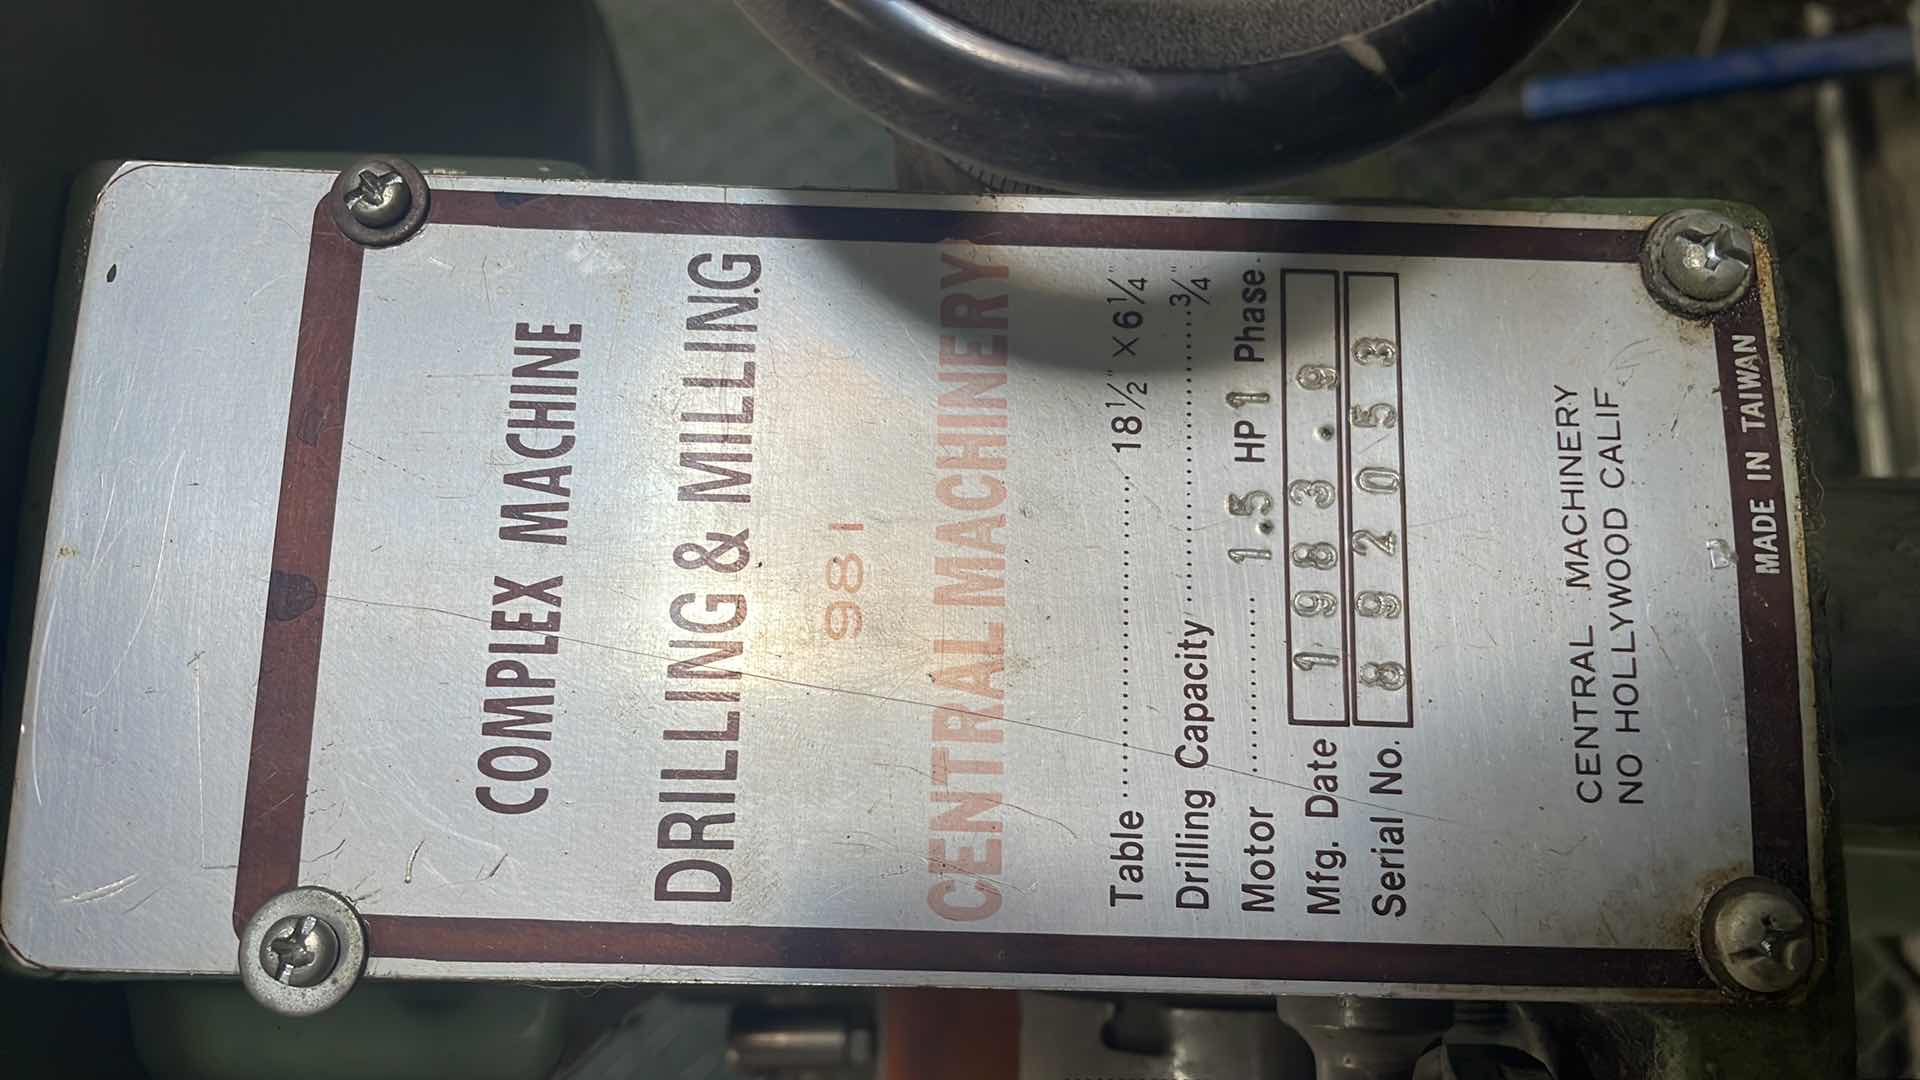 COMPLEX MACHINE
DRILLING & MILLING
981
CENTRAL MACHINERY
Table 18½" × 6¼"
Drilling Capacity ¾"
Motor 1.5 HP 1 Phase
Mfg. Date 1983.9
Serial No. 892053
CENTRAL MACHINERY
NO HOLLYWOOD CALIF
MADE IN TAIWAN